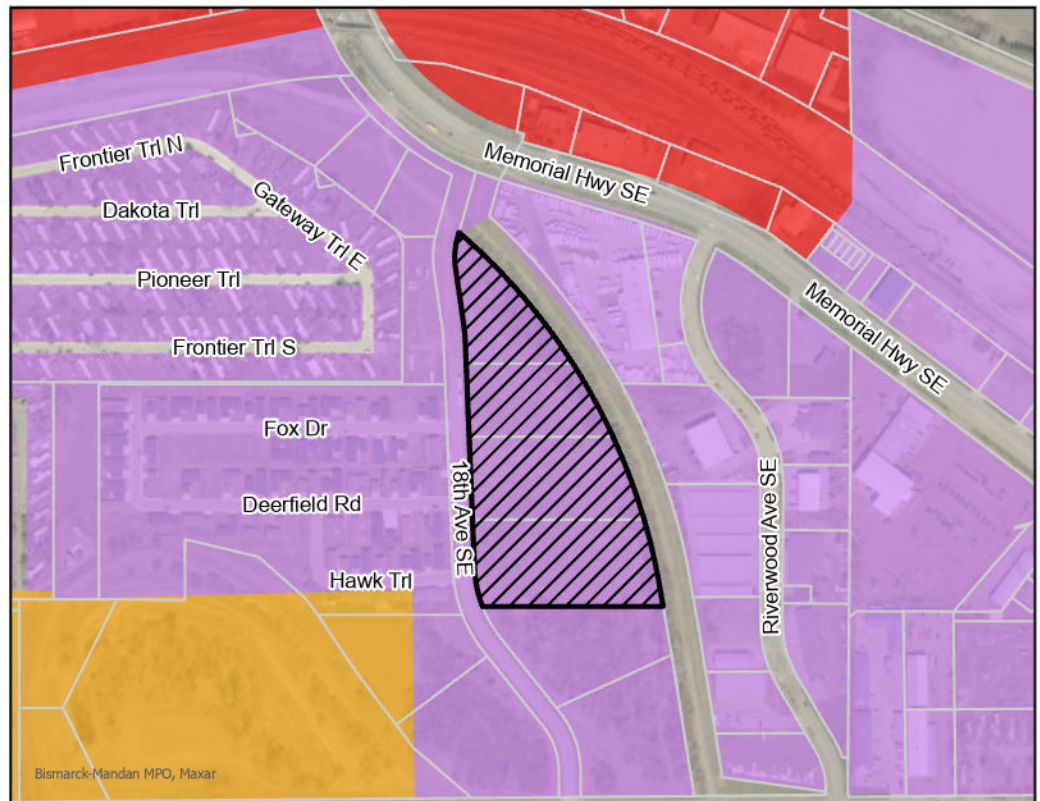 Frontier Trl N
Memorial Hwy SE
Dakota Trl
Gateway Trl E
Pioneer Trl
Frontier Trl S
Memorial Hwy SE
Fox Dr
Deerfield Rd
18th Ave SE
Riverwood Ave SE
Hawk Trl
Bismarck-Mandan MPO, Maxar